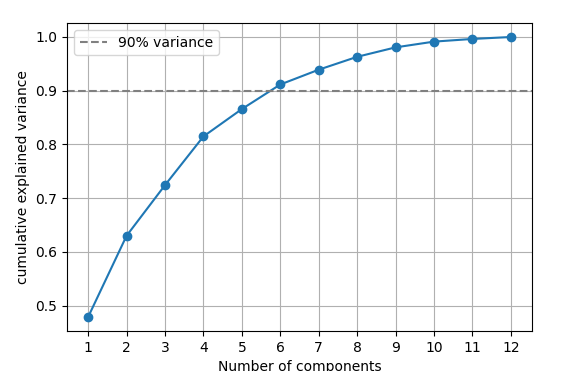 90% variance
cumulative explained variance
1.0
0.9
0.8
0.7
0.6
0.5
1 2 3 4 5 6 7 8 9 10 11 12
Number of components